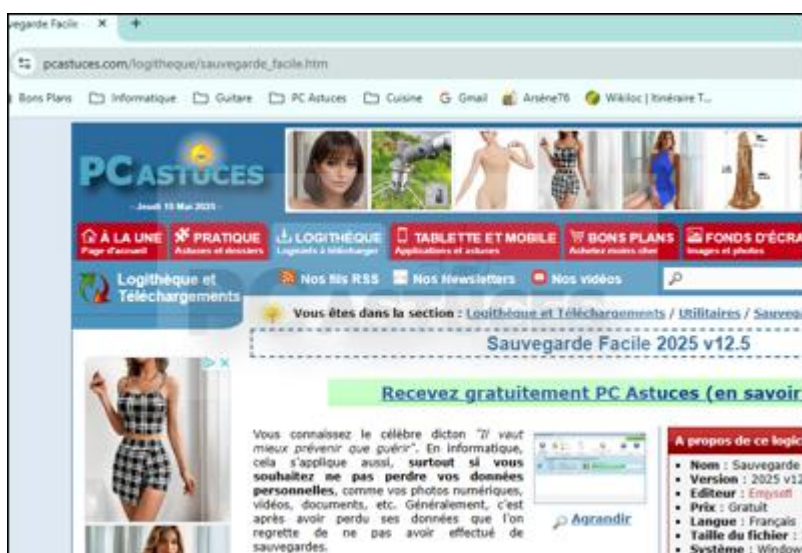 vegarde Facile
pcastuces.com/logitheque/sauvegarde_facile.htm
Bons Plans Informatique Guitare PC Astuces Cuisine Gmail Arsène76 Wikiloc | Itinéraire T...
PC ASTUCES
- Jeudi 15 Mai 2025 -
À LA UNE PRATIQUE LOGITHÈQUE TABLETTE ET MOBILE BONS PLANS FONDS D'ÉCRA
Page d'accueil Astuces et dossiers Logiciels à télécharger Applications et astuces Achetez moins cher Images et photos
Logithèque et Téléchargements
Nos fils RSS Nos Newsletters Nos vidéos
Vous êtes dans la section : Logithèque et Téléchargements / Utilitaires / Sauvega
Sauvegarde Facile 2025 v12.5
Recevez gratuitement PC Astuces (en savoir
Vous connaissez le célèbre dicton "Il vaut
mieux prévenir que guérir". En informatique,
cela s'applique aussi, surtout si vous
souhaitez ne pas perdre vos données
personnelles, comme vos photos numériques,
vidéos, documents, etc. Généralement, c'est
après avoir perdu ses données que l'on
regrette de ne pas avoir effectué de
sauvegardes.
Agrandir
A propos de ce logic
Nom : Sauvegarde
Version : 2025 v12
Editeur : Emjysoft
Prix : Gratuit
Langue : Français
Taille du fichier :
Système : Window